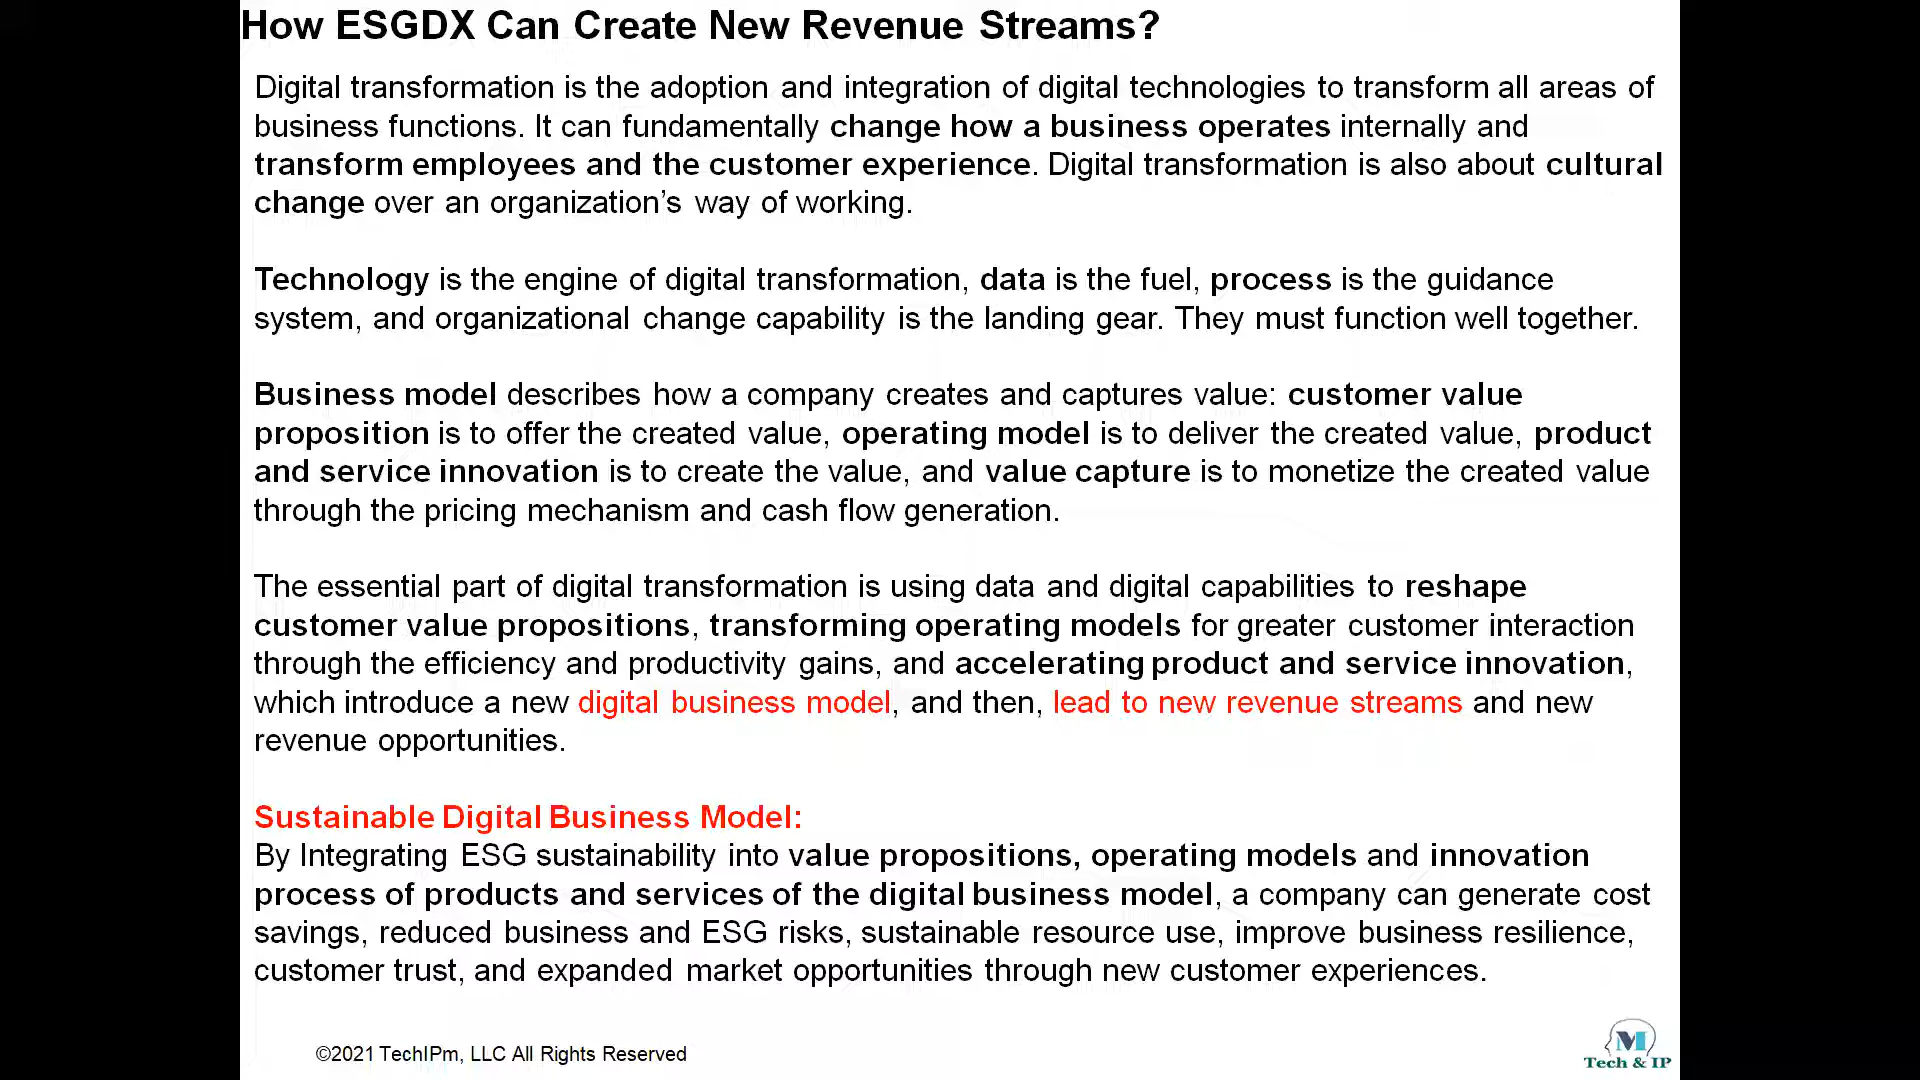 How ESGDX Can Create New Revenue Streams?
Digital transformation is the adoption and integration of digital technologies to transform all areas of
business functions. It can fundamentally change how a business operates internally and
transform employees and the customer experience. Digital transformation is also about cultural
change over an organization’s way of working.
Technology is the engine of digital transformation, data is the fuel, process is the guidance
system, and organizational change capability is the landing gear. They must function well together.
Business model describes how a company creates and captures value: customer value
proposition is to offer the created value, operating model is to deliver the created value, product
and service innovation is to create the value, and value capture is to monetize the created value
through the pricing mechanism and cash flow generation.
The essential part of digital transformation is using data and digital capabilities to reshape
customer value propositions, transforming operating models for greater customer interaction
through the efficiency and productivity gains, and accelerating product and service innovation,
which introduce a new digital business model, and then, lead to new revenue streams and new
revenue opportunities.
Sustainable Digital Business Model:
By Integrating ESG sustainability into value propositions, operating models and innovation
process of products and services of the digital business model, a company can generate cost
savings, reduced business and ESG risks, sustainable resource use, improve business resilience,
customer trust, and expanded market opportunities through new customer experiences.
©2021 TechIPm, LLC All Rights Reserved
M
Tech & IP